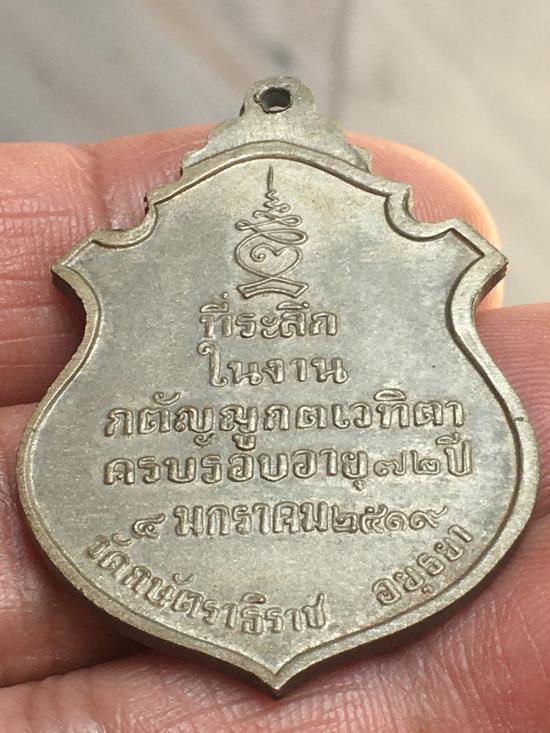 ที่ระลึก
ในงาน
กตัญญูกตเวทิตา
ครบรอบอายุ๗๒ปี
๔ มกราคม๒๕๑๙
วัดกษัตราธิราช อยุธยา